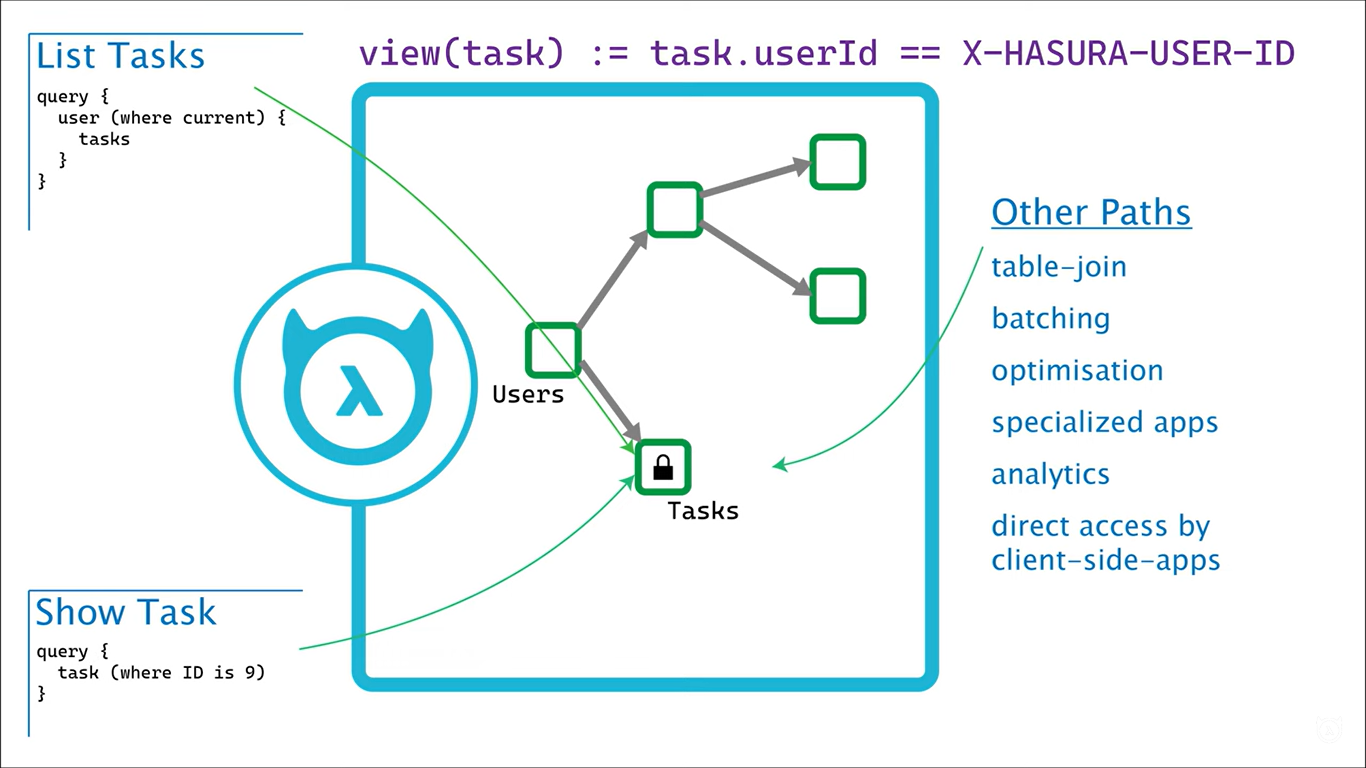 view(task) := task.userId == X-HASURA-USER-ID
List Tasks
query {
  user (where current) {
    tasks
  }
}
Users
Tasks
Other Paths
table-join
batching
optimisation
specialized apps
analytics
direct access by
client-side-apps
Show Task
query {
  task (where ID is 9)
}
λ